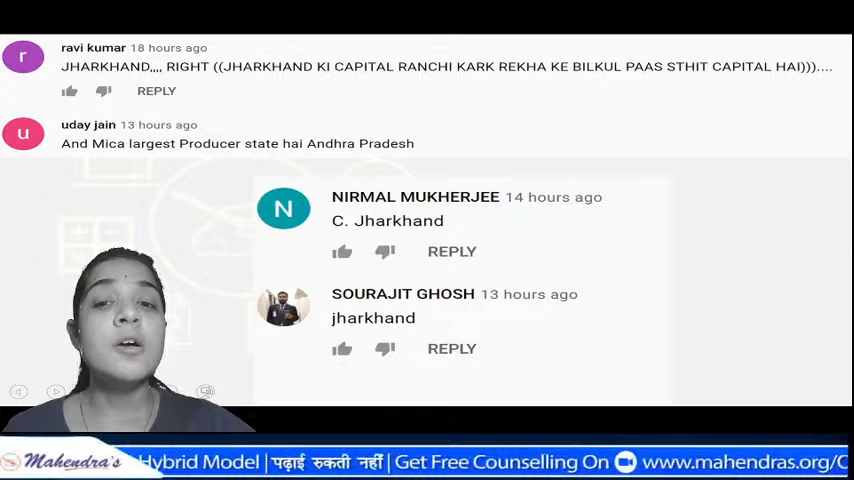 r
ravi kumar 18 hours ago
JHARKHAND,,,, RIGHT ((JHARKHAND KI CAPITAL RANCHI KARK REKHA KE BILKUL PAAS STHIT CAPITAL HAI)))....
REPLY
u
uday jain 13 hours ago
And Mica largest Producer state hai Andhra Pradesh
N
NIRMAL MUKHERJEE 14 hours ago
C. Jharkhand
REPLY
SOURAJIT GHOSH 13 hours ago
jharkhand
REPLY
Mahendra's Hybrid Model | पढ़ाई रुकती नहीं | Get Free Counselling On www.mahendras.org/C